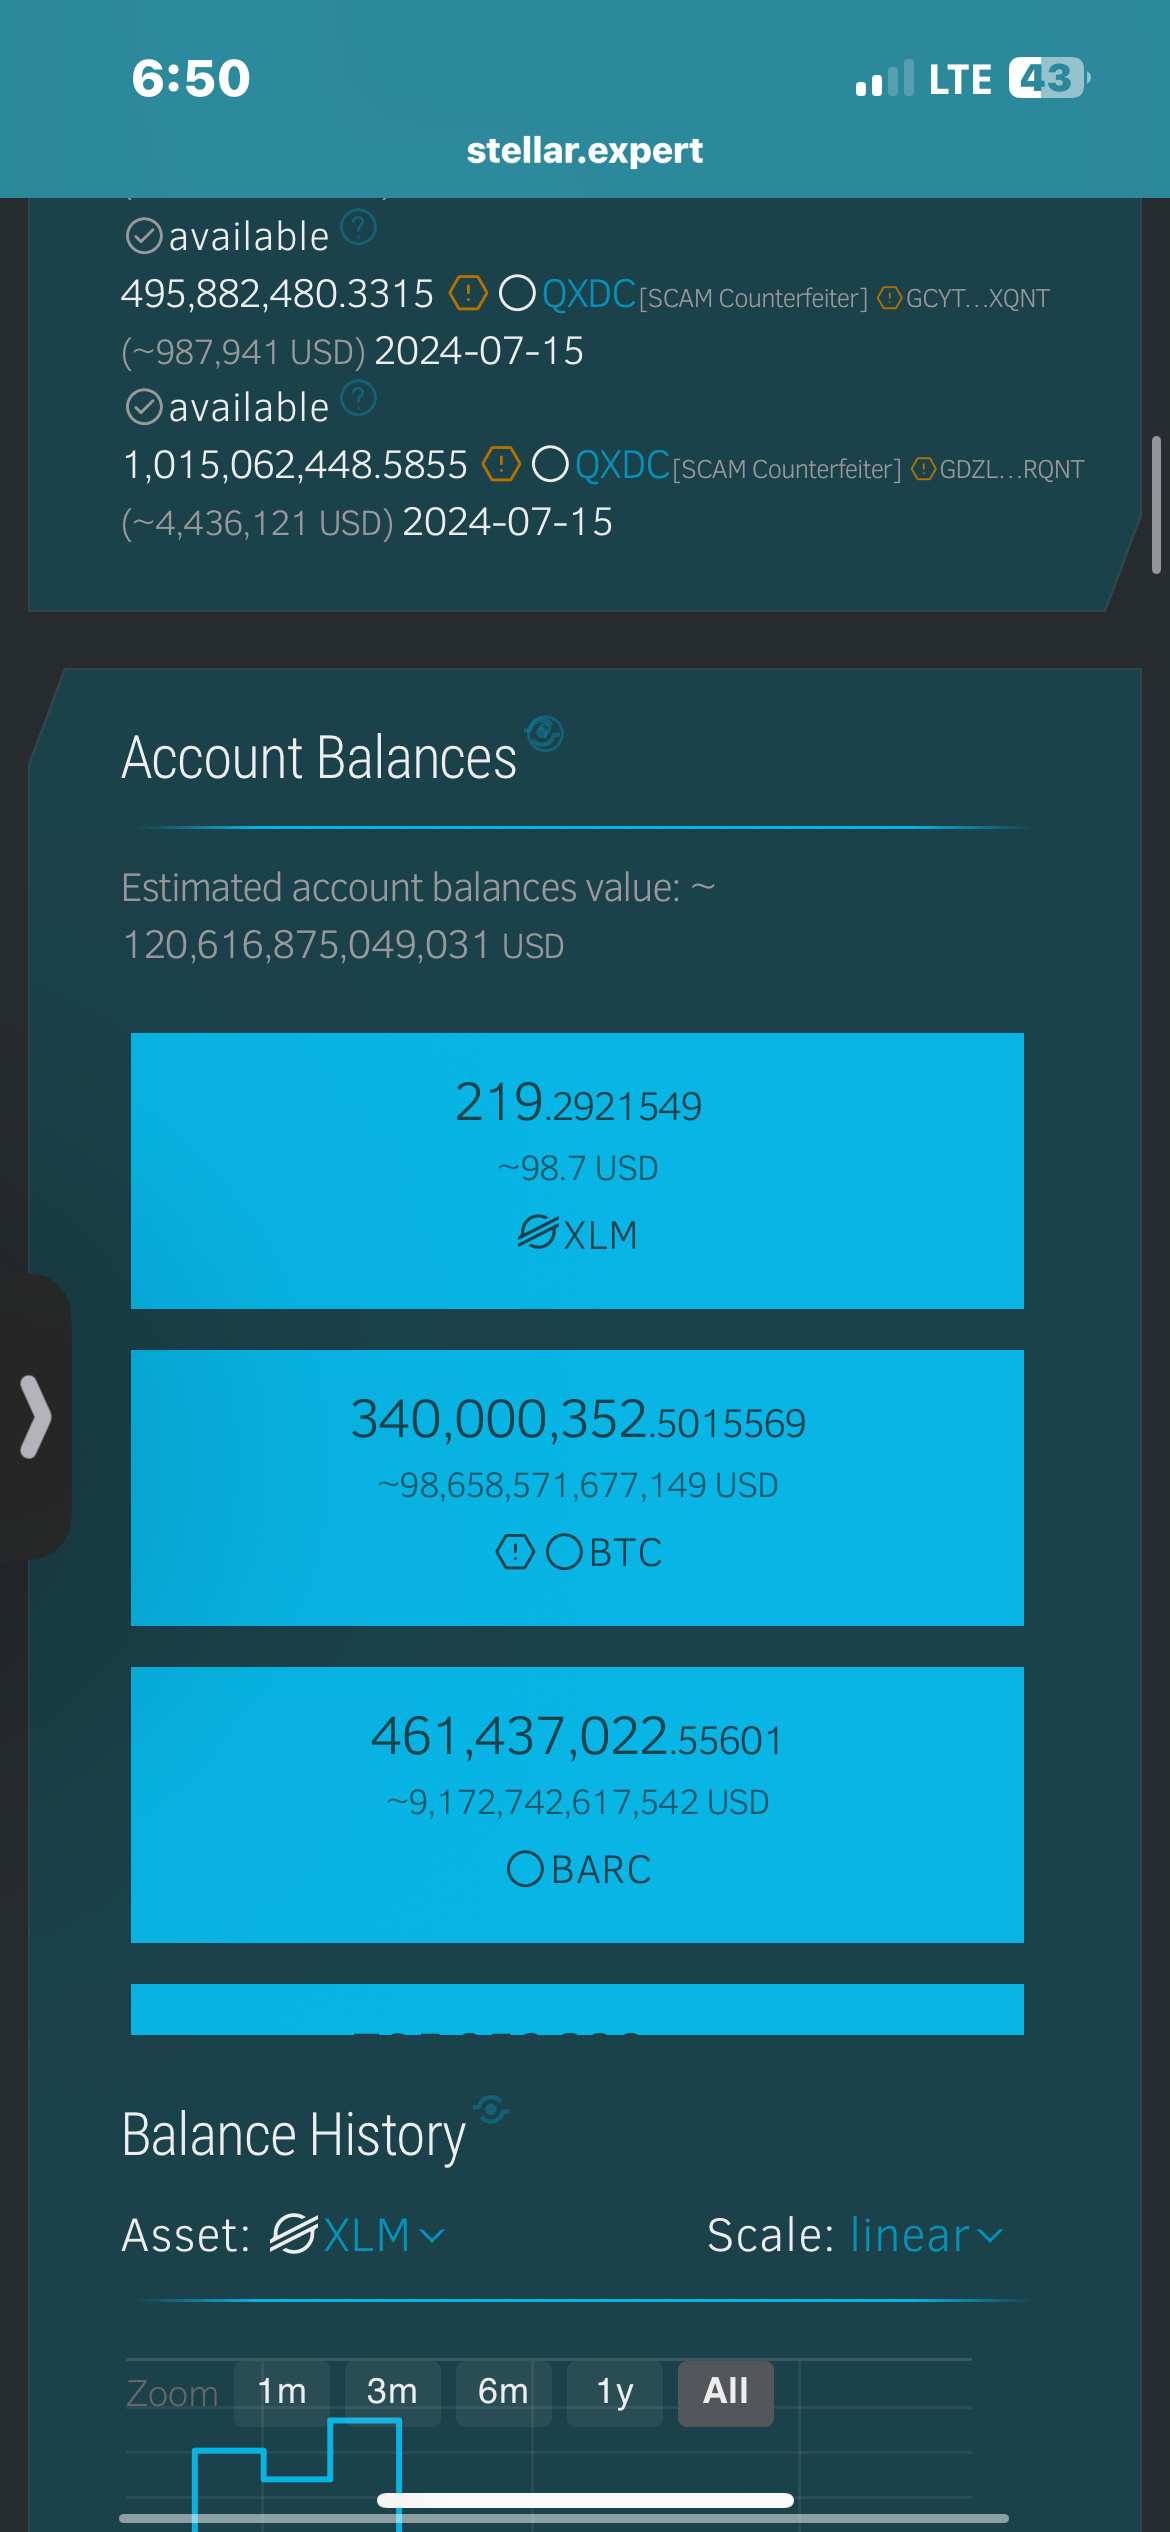 6:50 LTE 43
stellar.expert
available ?
495,882,480.3315 ! QXDC[SCAM Counterfeiter] ! GCYT...XQNT
(~987,941 USD) 2024-07-15
available ?
1,015,062,448.5855 ! QXDC[SCAM Counterfeiter] ! GDZL...RQNT
(~4,436,121 USD) 2024-07-15
Account Balances
Estimated account balances value: ~
120,616,875,049,031 USD
219.2921549
~98.7 USD
XLM
340,000,352.5015569
~98,658,571,677,149 USD
! BTC
461,437,022.55601
~9,172,742,617,542 USD
BARC
Balance History
Asset: XLM Scale: linear
Zoom 1m 3m 6m 1y All